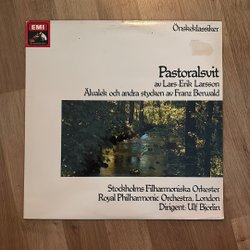 EMI
Önskeklassiker
Pastoralsvit
av Lars-Erik Larsson
Älvalek och andra stycken av Franz Berwald
Stockholms Filharmoniska Orkester
Royal Philharmonic Orchestra, London
Dirigent: Ulf Björlin